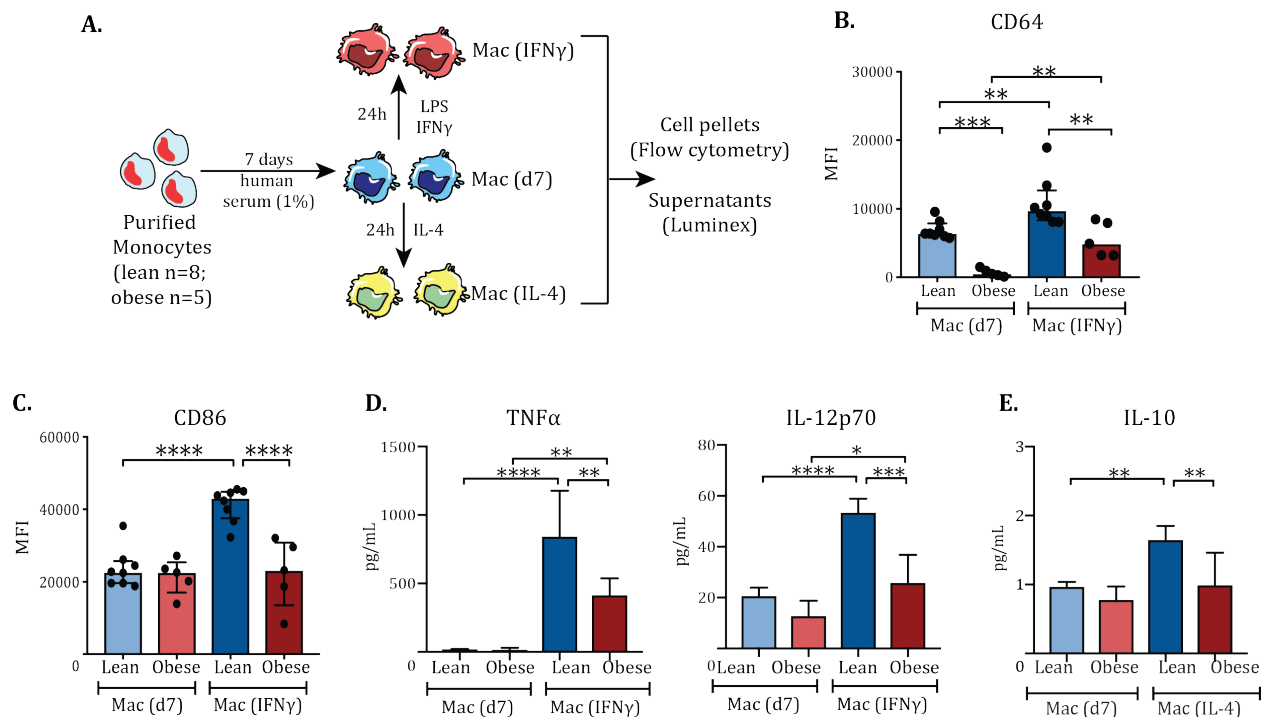 A.
Mac (IFNγ)
24h
LPS
IFNγ
7 days
human
serum (1%)
Mac (d7)
Purified
Monocytes
(lean n=8;
obese n=5)
24h
IL-4
Mac (IL-4)
Cell pellets
(Flow cytometry)
Supernatants
(Luminex)
B.
CD64
MFI
30000
20000
10000
0
**
**
***
**
Lean
Obese
Lean
Obese
Mac (d7)
Mac (IFNγ)
C.
CD86
MFI
60000
40000
20000
0
****
****
Lean
Obese
Lean
Obese
Mac (d7)
Mac (IFNγ)
D.
TNFα
pg/mL
1500
1000
500
0
**
****
**
Lean
Obese
Lean
Obese
Mac (d7)
Mac (IFNγ)
IL-12p70
pg/mL
80
60
40
20
0
*
****
***
Lean
Obese
Lean
Obese
Mac (d7)
Mac (IFNγ)
E.
IL-10
pg/mL
3
2
1
0
**
**
Lean
Obese
Lean
Obese
Mac (d7)
Mac (IL-4)